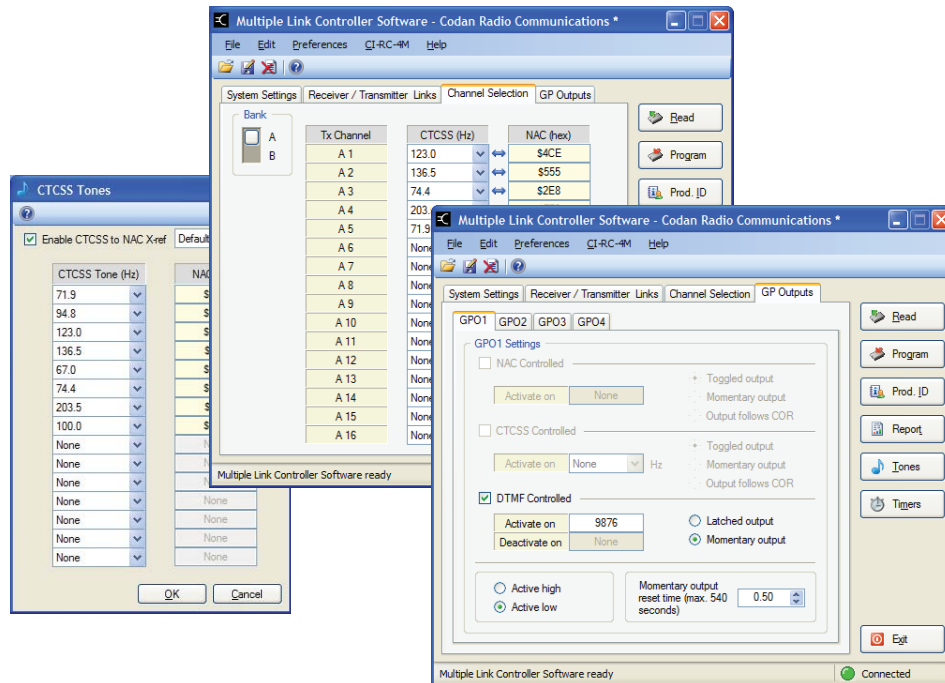 Multiple Link Controller Software - Codan Radio Communications *
File Edit Preferences CI-RC-4M Help
System Settings Receiver / Transmitter Links Channel Selection GP Outputs
Bank
A
B
Tx Channel CTCSS (Hz) NAC (hex)
A 1 123.0 $4CE
A 2 136.5 $555
A 3 74.4 $2E8
A 4 203.
A 5 71.9
A 6 None
A 7 None
A 8 None
A 9 None
A 10 None
A 11 None
A 12 None
A 13 None
A 14 None
A 15 None
A 16 None
Read
Program
Prod. ID
Multiple Link Controller Software ready
CTCSS Tones
Enable CTCSS to NAC X-ref Default
CTCSS Tone (Hz) NAC
71.9 $
94.8 $
123.0 $
136.5 $
67.0 $
74.4 $
203.5 $
100.0 $
None N
None N
None N
None None
None None
None None
None None
OK Cancel
Multiple Link Controller Software - Codan Radio Communications *
File Edit Preferences CI-RC-4M Help
System Settings Receiver / Transmitter Links Channel Selection GP Outputs
GPO1 GPO2 GPO3 GPO4
GPO1 Settings
NAC Controlled
Activate on None
Toggled output
Momentary output
Output follows COR
CTCSS Controlled
Activate on None Hz
Toggled output
Momentary output
Output follows COR
DTMF Controlled
Activate on 9876
Deactivate on None
Latched output
Momentary output
Active high
Active low
Momentary output
reset time (max. 540
seconds)
0.50
Read
Program
Prod. ID
Report
Tones
Timers
Exit
Multiple Link Controller Software ready Connected